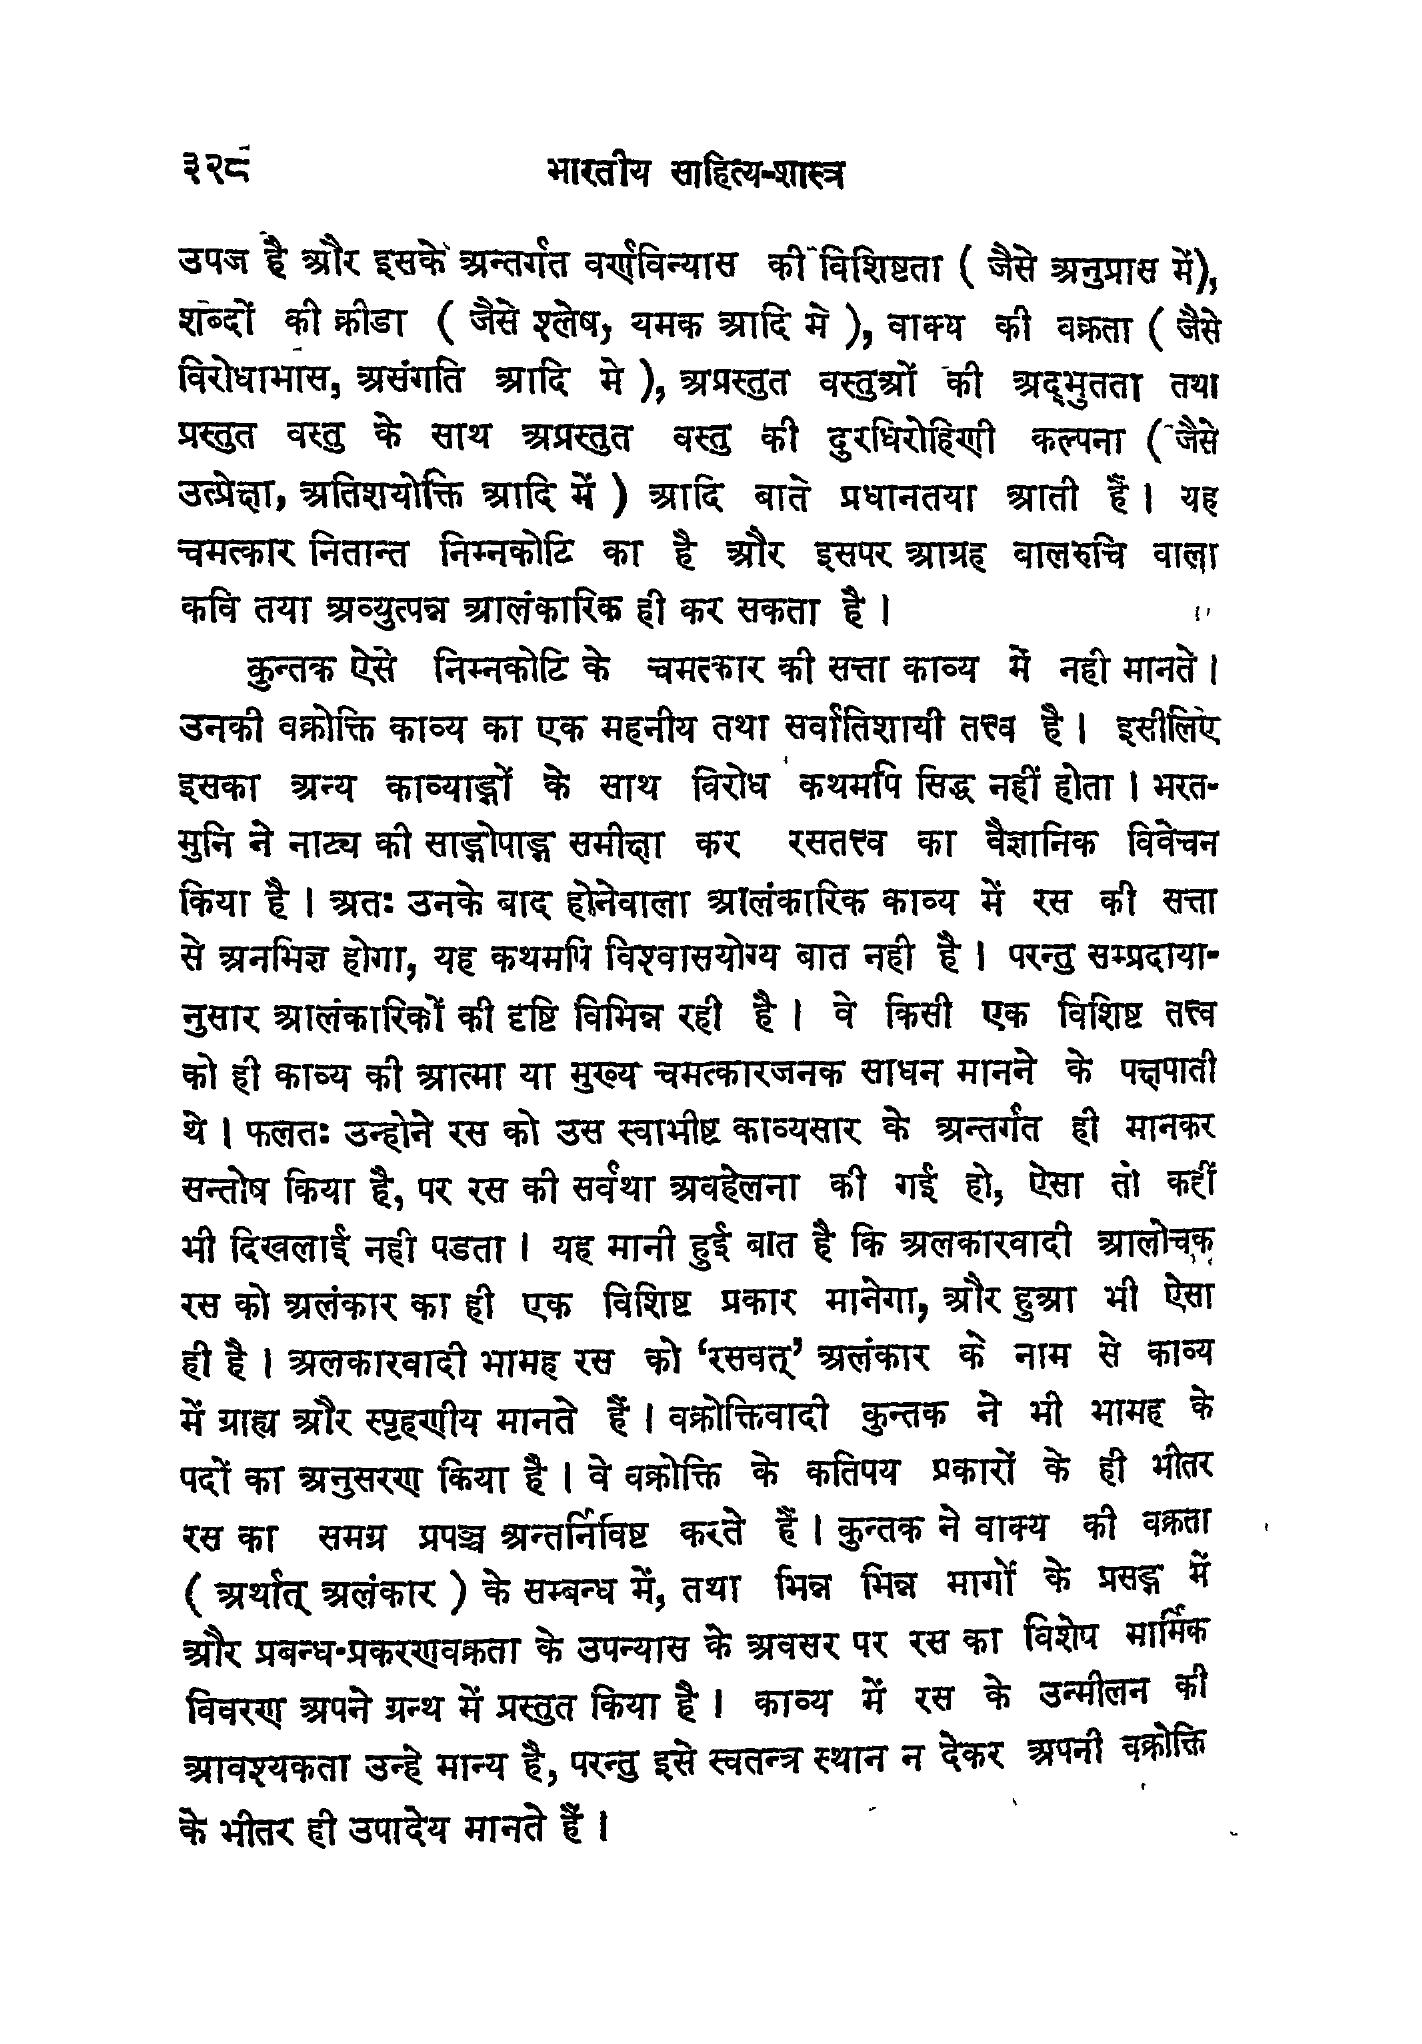 ३२८ भारतीय साहित्य-शास्त्र
उपज है और इसके अन्तर्गत वर्णविन्यास की विशिष्टता ( जैसे अनुप्रास में),
शब्दों की क्रीडा ( जैसे श्लेष, यमक आदि मे ), वाक्य की वक्रता ( जैसे
विरोधाभास, असंगति आदि मे ), अप्रस्तुत वस्तुओं की अद्भुतता तथा
प्रस्तुत वस्तु के साथ अप्रस्तुत वस्तु की दुरधिरोहिणी कल्पना ( जैसे
उत्प्रेक्षा, अतिशयोक्ति आदि में ) आदि बाते प्रधानतया आती हैं । यह
चमत्कार नितान्त निम्नकोटि का है और इसपर आग्रह वालरुचि वाला
कवि तया अव्युत्पन्न आलंकारिक ही कर सकता है ।
कुन्तक ऐसे निम्नकोटि के चमत्कार की सत्ता काव्य में नही मानते ।
उनकी वक्रोक्ति काव्य का एक महनीय तथा सर्वातिशायी तत्त्व है । इसीलिए
इसका अन्य काव्याङ्गों के साथ विरोध कथमपि सिद्ध नहीं होता । भरत-
मुनि ने नाट्य की साङ्गोपाङ्ग समीक्षा कर रसतत्त्व का वैज्ञानिक विवेचन
किया है । अतः उनके बाद होनेवाला आलंकारिक काव्य में रस की सत्ता
से अनभिज्ञ होगा, यह कथमपि विश्वासयोग्य बात नही है । परन्तु सम्प्रदाया-
नुसार आलंकारिकों की दृष्टि विभिन्न रही है । वे किसी एक विशिष्ट तत्त्व
को ही काव्य की आत्मा या मुख्य चमत्कारजनक साधन मानने के पक्षपाती
थे । फलतः उन्होने रस को उस स्वाभीष्ट काव्यसार के अन्तर्गत ही मानकर
सन्तोष किया है, पर रस की सर्वथा अवहेलना की गई हो, ऐसा तो कहीं
भी दिखलाई नही पडता । यह मानी हुई बात है कि अलकारवादी आलोचक
रस को अलंकार का ही एक विशिष्ट प्रकार मानेगा, और हुआ भी ऐसा
ही है । अलकारवादी भामह रस को ‘रसवत्’ अलंकार के नाम से काव्य
में ग्राह्य और स्पृहणीय मानते हैं । वक्रोक्तिवादी कुन्तक ने भी भामह के
पदों का अनुसरण किया है । वे वक्रोक्ति के कतिपय प्रकारों के ही भीतर
रस का समग्र प्रपञ्च अन्तर्निविष्ट करते हैं । कुन्तक ने वाक्य की वक्रता
( अर्थात् अलंकार ) के सम्बन्ध में, तथा भिन्न भिन्न मार्गों के प्रसङ्ग में
और प्रबन्ध-प्रकरणवक्रता के उपन्यास के अवसर पर रस का विशेप मार्मिक
विवरण अपने ग्रन्थ में प्रस्तुत किया है । काव्य में रस के उन्मीलन की
आवश्यकता उन्हे मान्य है, परन्तु इसे स्वतन्त्र स्थान न देकर अपनी वक्रोक्ति
के भीतर ही उपादेय मानते हैं ।